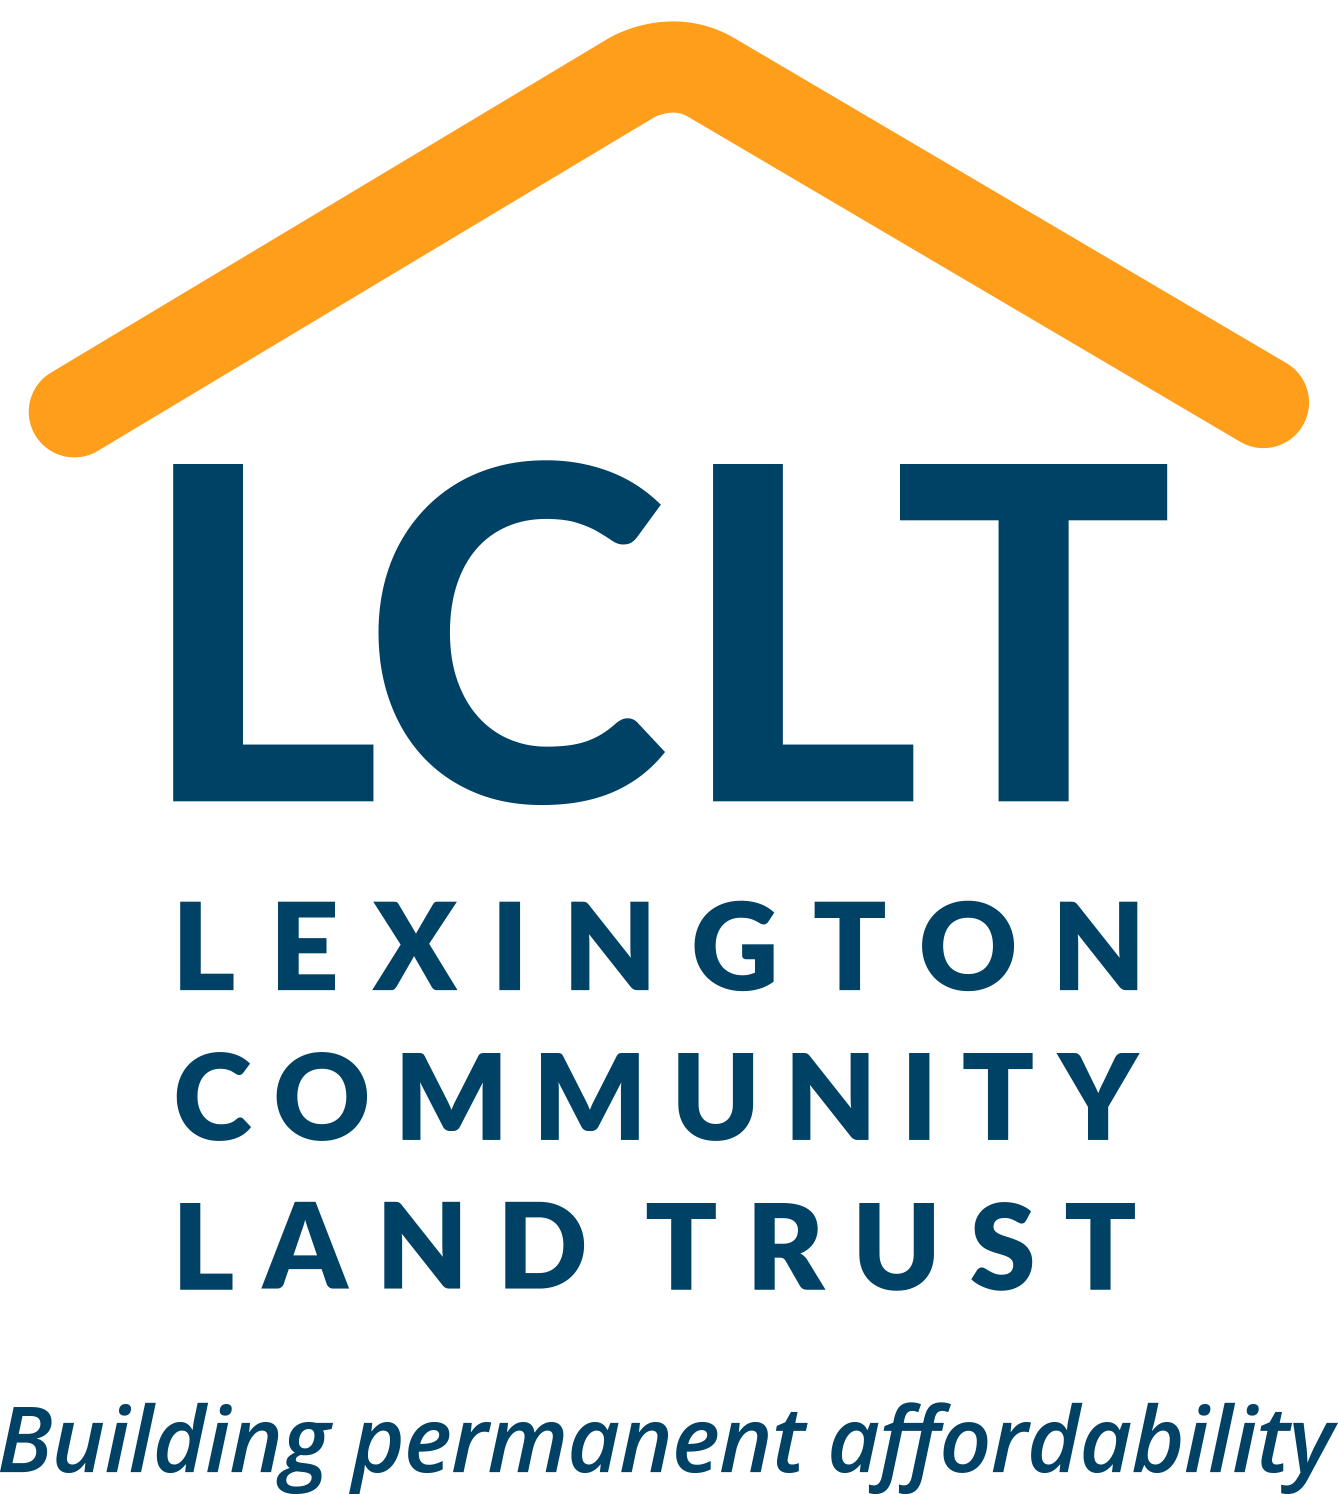 LCLT
LEXINGTON
COMMUNITY
LAND TRUST
Building permanent affordability